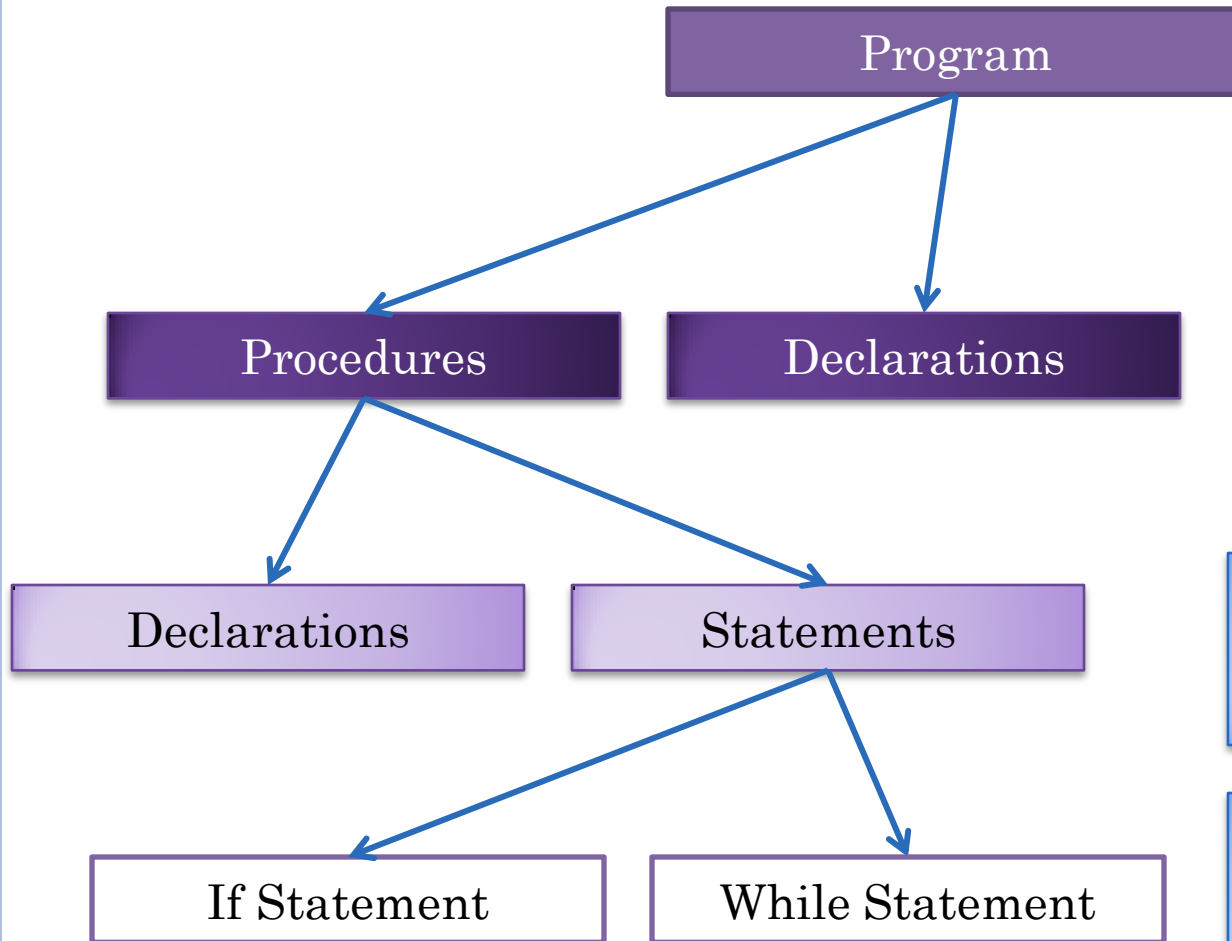 Program
Procedures
Declarations
Declarations
Statements
If Statement
While Statement